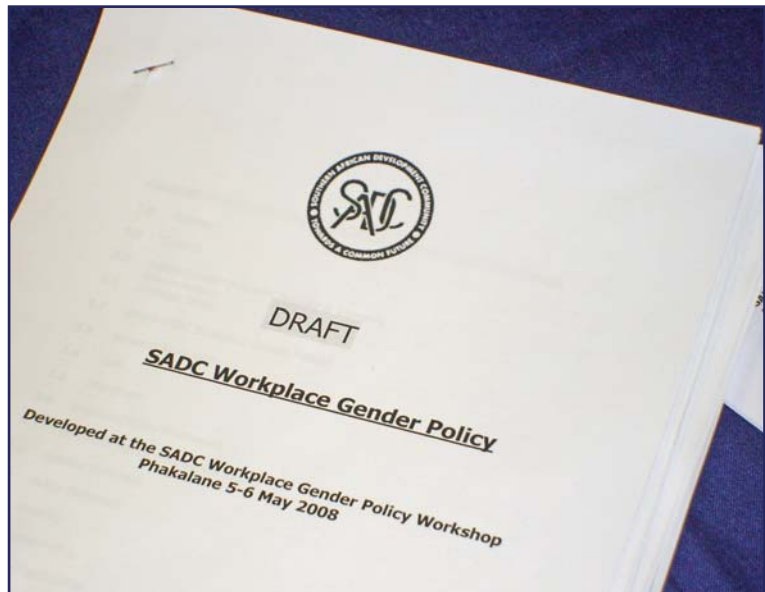 SOUTHERN AFRICAN DEVELOPMENT COMMUNITY
SADC
TOWARDS A COMMON FUTURE
DRAFT
SADC Workplace Gender Policy
Developed at the SADC Workplace Gender Policy Workshop
Phakalane 5-6 May 2008